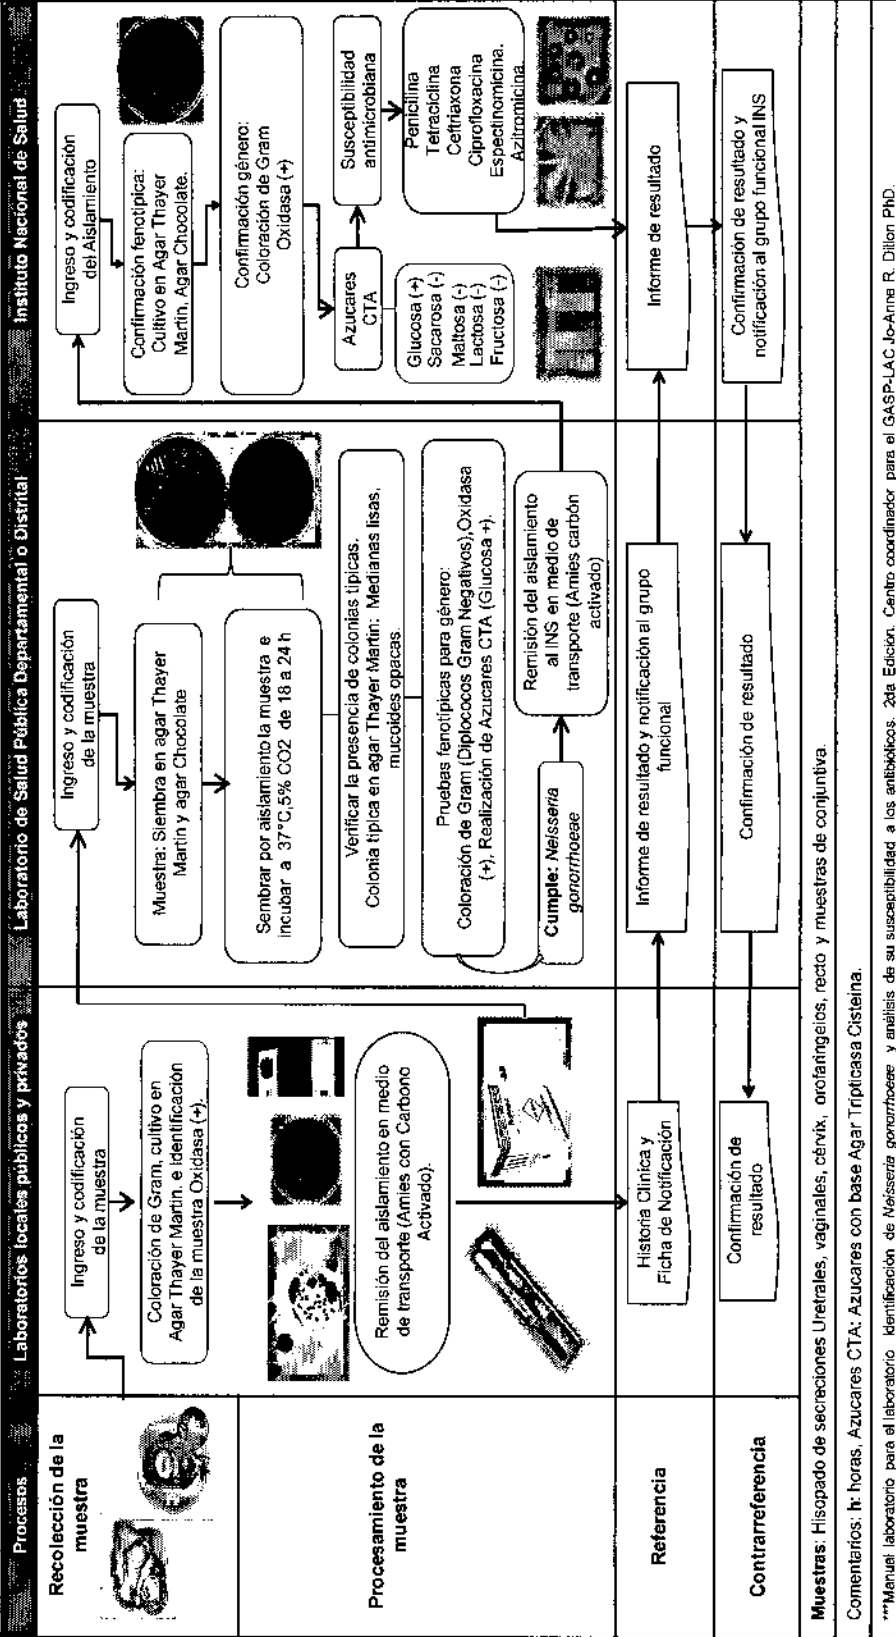 Procesos
Laboratorios locales públicos y privados
Laboratorio de Salud Pública Departamental o Distrital
Instituto Nacional de Salud
Recolección de la
muestra
Ingreso y codificación
de la muestra
Coloración de Gram, cultivo en
Agar Thayer Martin. e Identificación
de la muestra Oxidasa (+).
Ingreso y codificación
de la muestra
Muestra: Siembra en agar Thayer
Martin y agar Chocolate
Ingreso y codificación
del Aislamiento
Confirmación fenotípica:
Cultivo en Agar Thayer
Martin, Agar Chocolate.
Procesamiento de la
muestra
Remisión del aislamiento en medio
de transporte (Amies con Carbono
Activado).
Sembrar por aislamiento la muestra e
incubar a 37°C,5% CO2 de 18 a 24 h
Verificar la presencia de colonias típicas.
Colonia típica en agar Thayer Martin: Medianas lisas,
mucoides opacas.
Pruebas fenotípicas para género:
Coloración de Gram (Diplococos Gram Negativos),Oxidasa
(+), Realización de Azucares CTA (Glucosa +).
Cumple: Neisseria
gonorrhoeae
Remisión del aislamiento
al INS en medio de
transporte (Amies carbón
activado)
Confirmación género:
Coloración de Gram
Oxidasa (+)
Azucares
CTA
Glucosa (+)
Sacarosa (-)
Maltosa (-)
Lactosa (-)
Fructosa (-)
Susceptibilidad
antimicrobiana
Penicilina
Tetraciclina
Ceftriaxona
Ciprofloxacina
Espectinomicina.
Azitromicina.
Referencia
Historia Clínica y
Ficha de Notificación
Informe de resultado y notificación al grupo
funcional
Informe de resultado
Contrarreferencia
Confirmación de
resultado
Confirmación de resultado
Confirmación de resultado y
notificación al grupo funcional INS
Muestras: Hisopado de secreciones Uretrales, vaginales, cérvix, orofaringeios, recto y muestras de conjuntiva.
Comentarios: h: horas, Azucares CTA: Azucares con base Agar Tripticasa Cisteina.
***Manual laboratorio para el laboratorio Identificación de Neisseria gonorrhoeae y análisis de su susceptibilidad a los antibióticos. 2da Edición. Centro coordinador para el GASP-LAC Jo-Anne R. Dillon PhD.